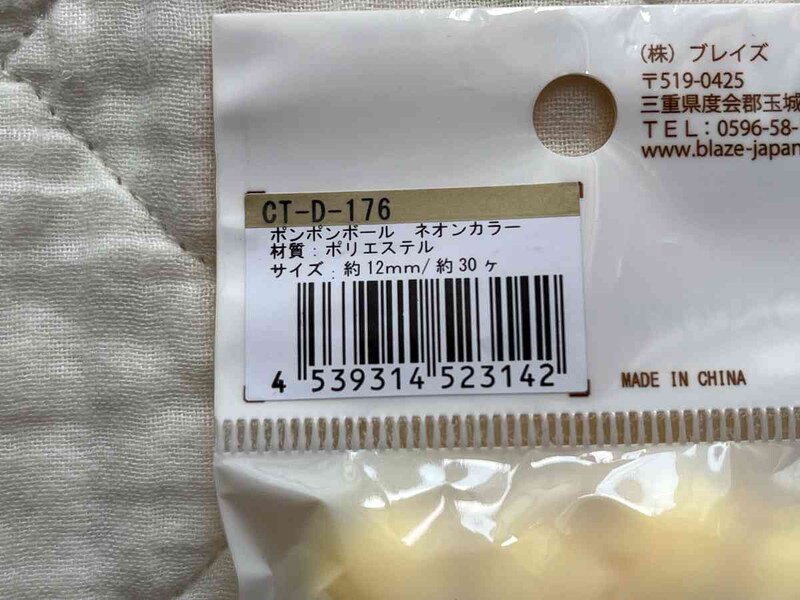 (株) ブレイズ
〒519-0425
三重県度会郡玉城
TEL：0596-58-
www.blaze-japan
CT-D-176
ポンポンボール　ネオンカラー
材質：ポリエステル
サイズ：約12mm/約30ヶ
4 539314 523142
MADE IN CHINA